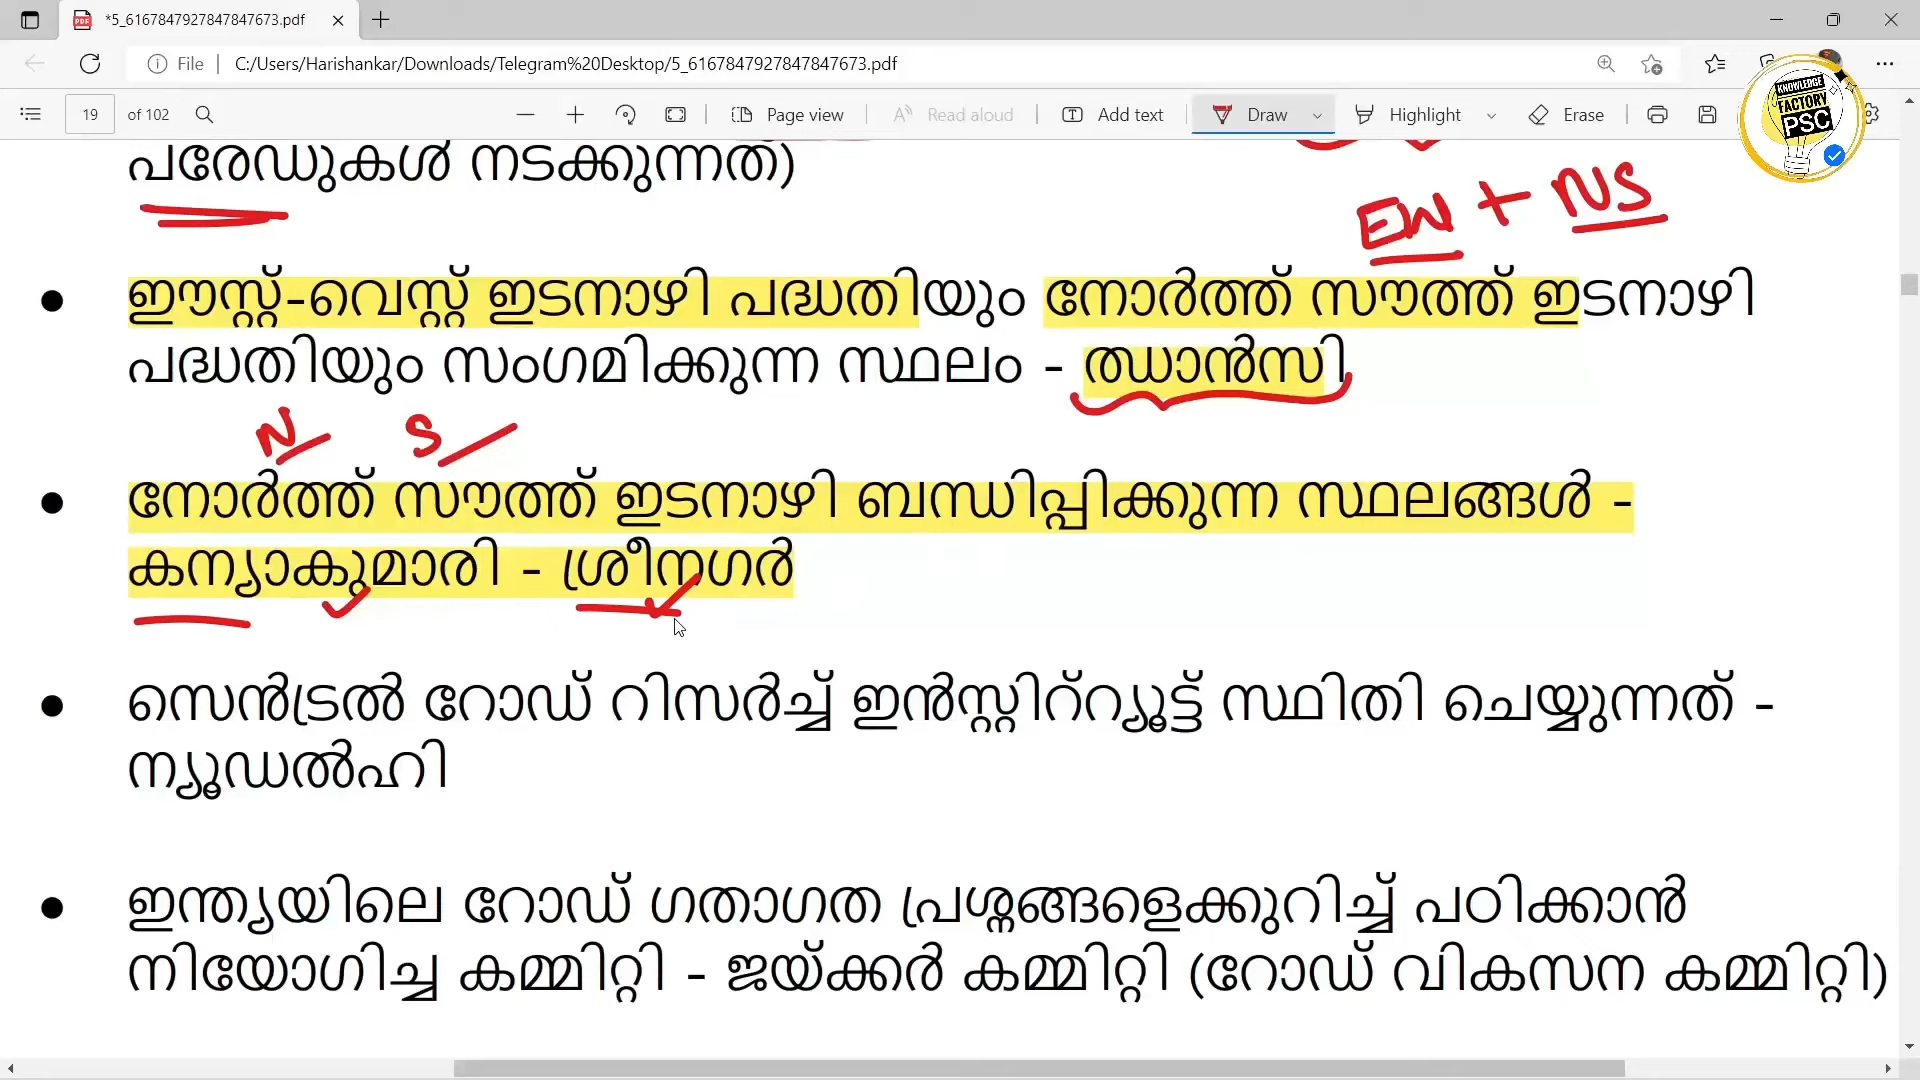 *5_6167847927847847673.pdf
File
C:/Users/Harishankar/Downloads/Telegram%20Desktop/5_6167847927847847673.pdf
19 of 102
Page view
Read aloud
Add text
Draw
Highlight
Erase
KNOWLEDGE
FACTORY
PSC
പരേഡുകൾ നടക്കുന്നത്)
EW + NS
● ഈസ്റ്റ്-വെസ്റ്റ് ഇടനാഴി പദ്ധതിയും നോർത്ത് സൗത്ത് ഇടനാഴി
പദ്ധതിയും സംഗമിക്കുന്ന സ്ഥലം - ഝാൻസി
N S
● നോർത്ത് സൗത്ത് ഇടനാഴി ബന്ധിപ്പിക്കുന്ന സ്ഥലങ്ങൾ -
കന്യാകുമാരി - ശ്രീനഗർ
● സെൻട്രൽ റോഡ് റിസർച്ച് ഇൻസ്റ്റിറ്റ്യൂട്ട് സ്ഥിതി ചെയ്യുന്നത് -
ന്യൂഡൽഹി
● ഇന്ത്യയിലെ റോഡ് ഗതാഗത പ്രശ്നങ്ങളെക്കുറിച്ച് പഠിക്കാൻ
നിയോഗിച്ച കമ്മിറ്റി - ജയ്ക്കർ കമ്മിറ്റി (റോഡ് വികസന കമ്മിറ്റി)